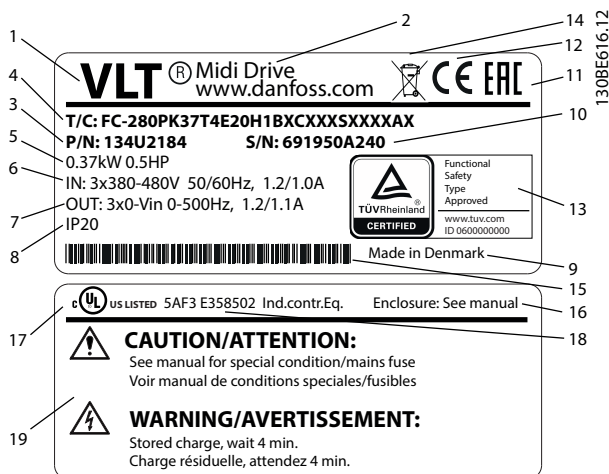 1 2 14 12 130BE616.12
VLT ® Midi Drive CE EAC 11
www.danfoss.com
4 T/C: FC-280PK37T4E20H1BXCXXXSXXXXAX
3 P/N: 134U2184 S/N: 691950A240 10
5 0.37kW 0.5HP
6 IN: 3x380-480V 50/60Hz, 1.2/1.0A
7 OUT: 3x0-Vin 0-500Hz, 1.2/1.1A
8 IP20
TÜVRheinland®
CERTIFIED
Functional
Safety
Type
Approved
www.tuv.com
ID 0600000000
13
Made in Denmark 9
15
17 c UL US LISTED 5AF3 E358502 Ind.contr.Eq. Enclosure: See manual 16
18
CAUTION/ATTENTION:
See manual for special condition/mains fuse
Voir manual de conditions speciales/fusibles
19
WARNING/AVERTISSEMENT:
Stored charge, wait 4 min.
Charge résiduelle, attendez 4 min.